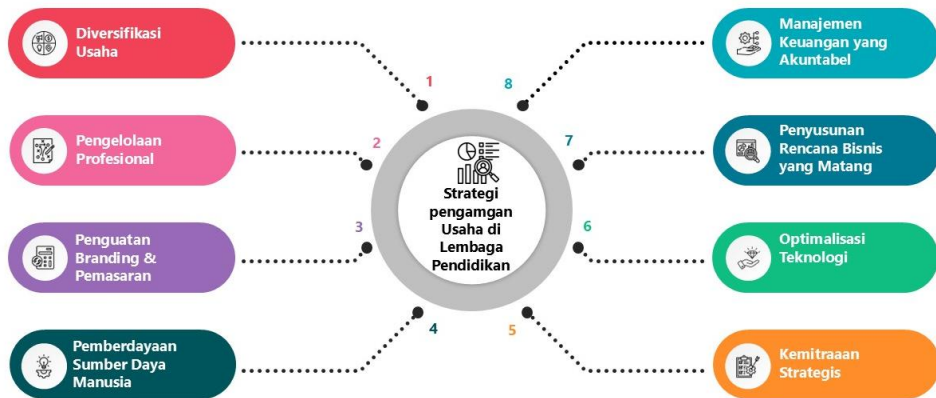 Diversifikasi
Usaha
1
Pengelolaan
Profesional
2
Penguatan
Branding &
Pemasaran
3
Pemberdayaan
Sumber Daya
Manusia
4
Strategi
pengamgan
Usaha di
Lembaga
Pendidikan
8
Manajemen
Keuangan yang
Akuntabel
7
Penyusunan
Rencana Bisnis
yang Matang
6
Optimalisasi
Teknologi
5
Kemitraaan
Strategis